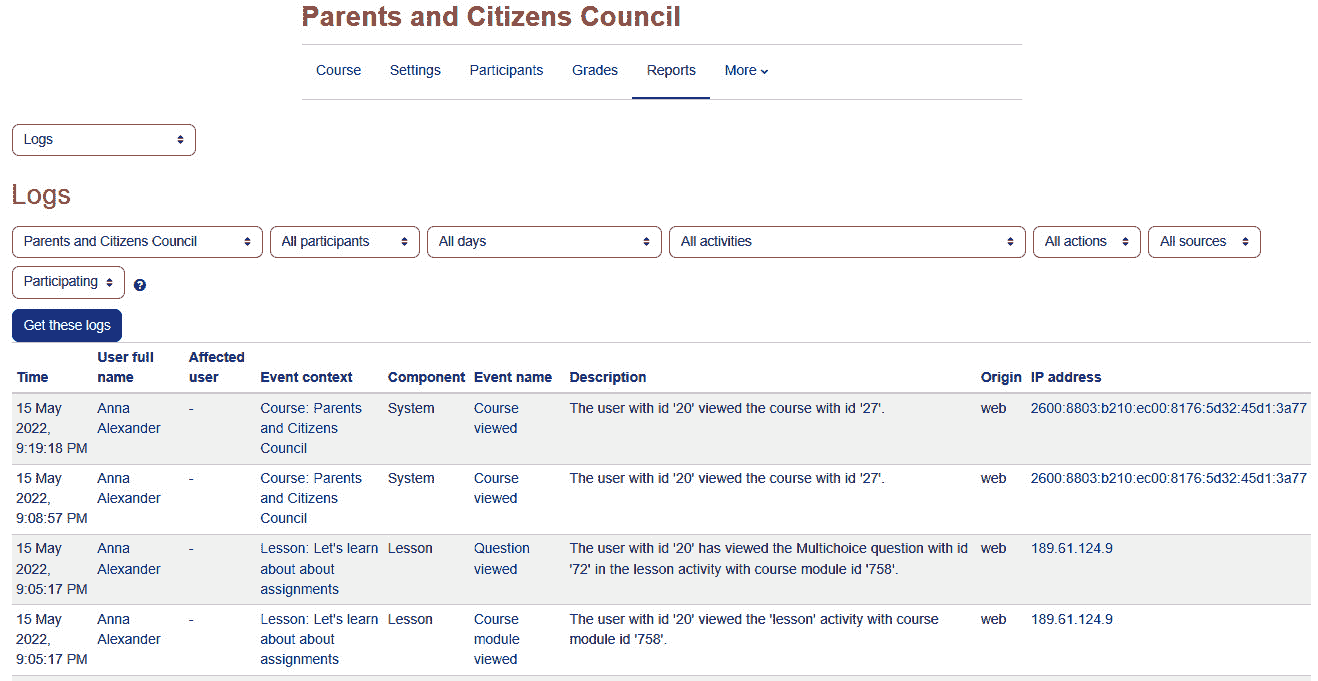 Parents and Citizens Council
Course Settings Participants Grades Reports More
Logs
Logs
Parents and Citizens Council All participants All days All activities All actions All sources
Participating ?
Get these logs
User full Affected
Time name user Event context Component Event name Description Origin IP address
15 May Anna - Course: Parents System Course The user with id '20' viewed the course with id '27'. web 2600:8803:b210:ec00:8176:5d32:45d1:3a77
2022, Alexander and Citizens viewed
9:19:18 PM Council
15 May Anna - Course: Parents System Course The user with id '20' viewed the course with id '27'. web 2600:8803:b210:ec00:8176:5d32:45d1:3a77
2022, Alexander and Citizens viewed
9:08:57 PM Council
15 May Anna - Lesson: Let's learn Lesson Question The user with id '20' has viewed the Multichoice question with id web 189.61.124.9
2022, Alexander about about viewed '72' in the lesson activity with course module id '758'.
9:05:17 PM assignments
15 May Anna - Lesson: Let's learn Lesson Course The user with id '20' viewed the 'lesson' activity with course web 189.61.124.9
2022, Alexander about about module module id '758'.
9:05:17 PM assignments viewed